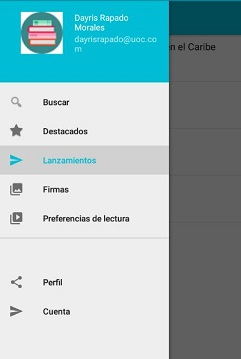 Dayris Rapado
Morales
dayrisrapado@uoc.co
m
n el Caribe
Buscar
Destacados
Lanzamientos
Firmas
Preferencias de lectura
Perfil
Cuenta